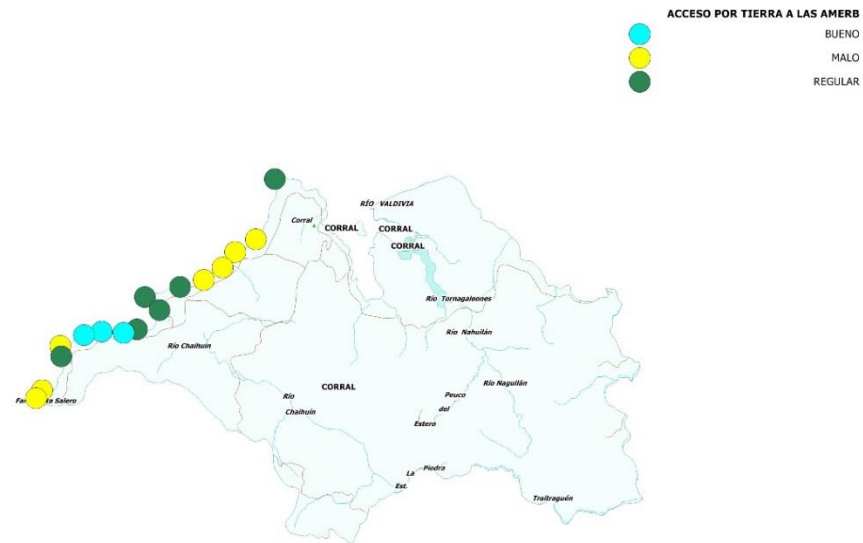 ACCESO POR TIERRA A LAS AMERB
BUENO
MALO
REGULAR
RÍO VALDIVIA
Corral
CORRAL
CORRAL
CORRAL
Río Tornagaleones
Río Chaihuín
Río Nahuilán
CORRAL
Río Naguilán
Río
Chaihuín
Peuco
del
Estero
Salero
La Piedra
Est.
Traitraguén